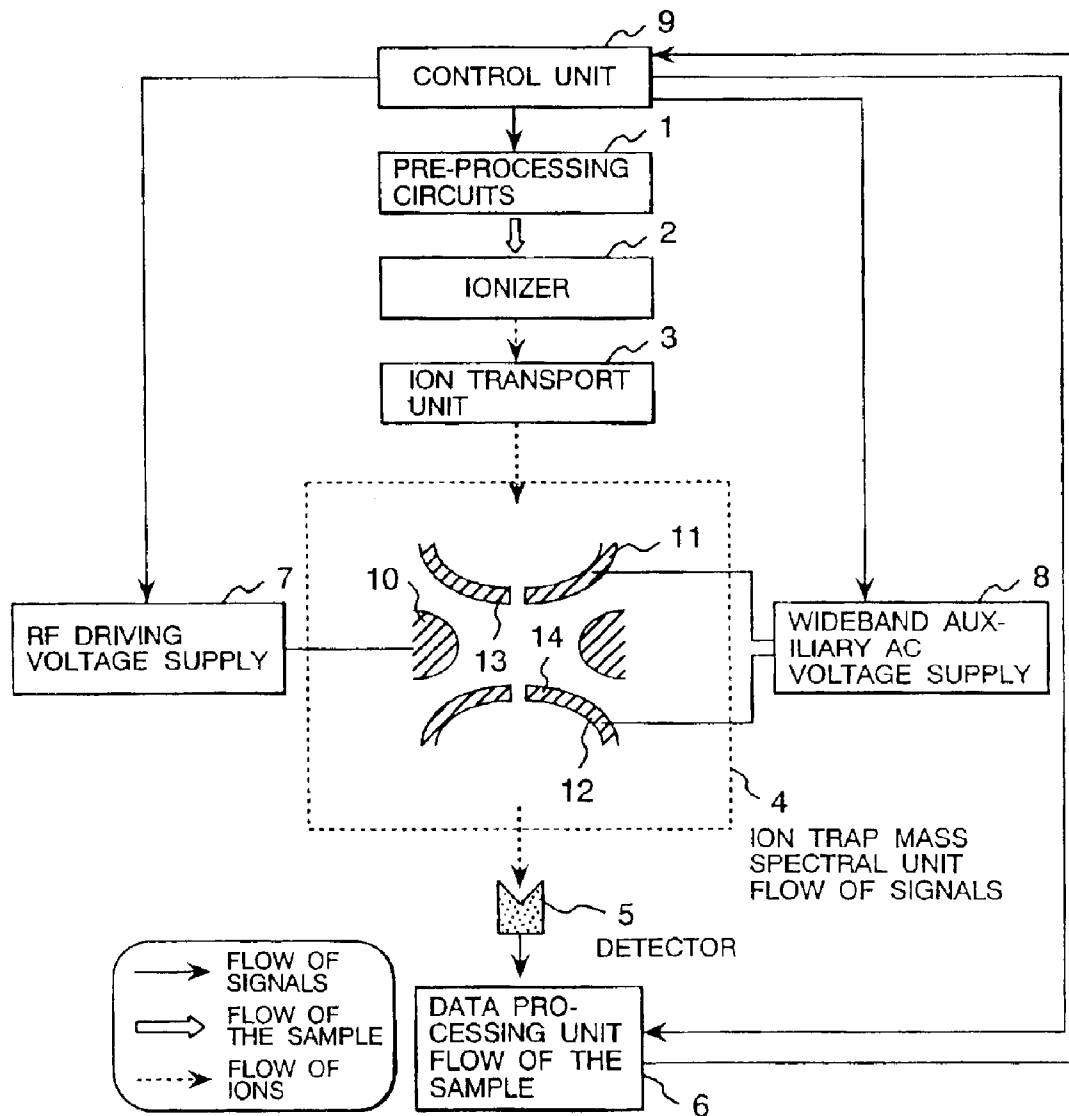 9
CONTROL UNIT
1
PRE-PROCESSING
CIRCUITS
2
IONIZER
3
ION TRANSPORT
UNIT
11
7
10
8
RF DRIVING
VOLTAGE SUPPLY
13
14
WIDEBAND AUX-
ILIARY AC
VOLTAGE SUPPLY
12
4
ION TRAP MASS
SPECTRAL UNIT
FLOW OF SIGNALS
5
DETECTOR
FLOW OF
SIGNALS
FLOW OF
THE SAMPLE
FLOW OF
IONS
DATA PRO-
CESSING UNIT
FLOW OF THE
SAMPLE
6